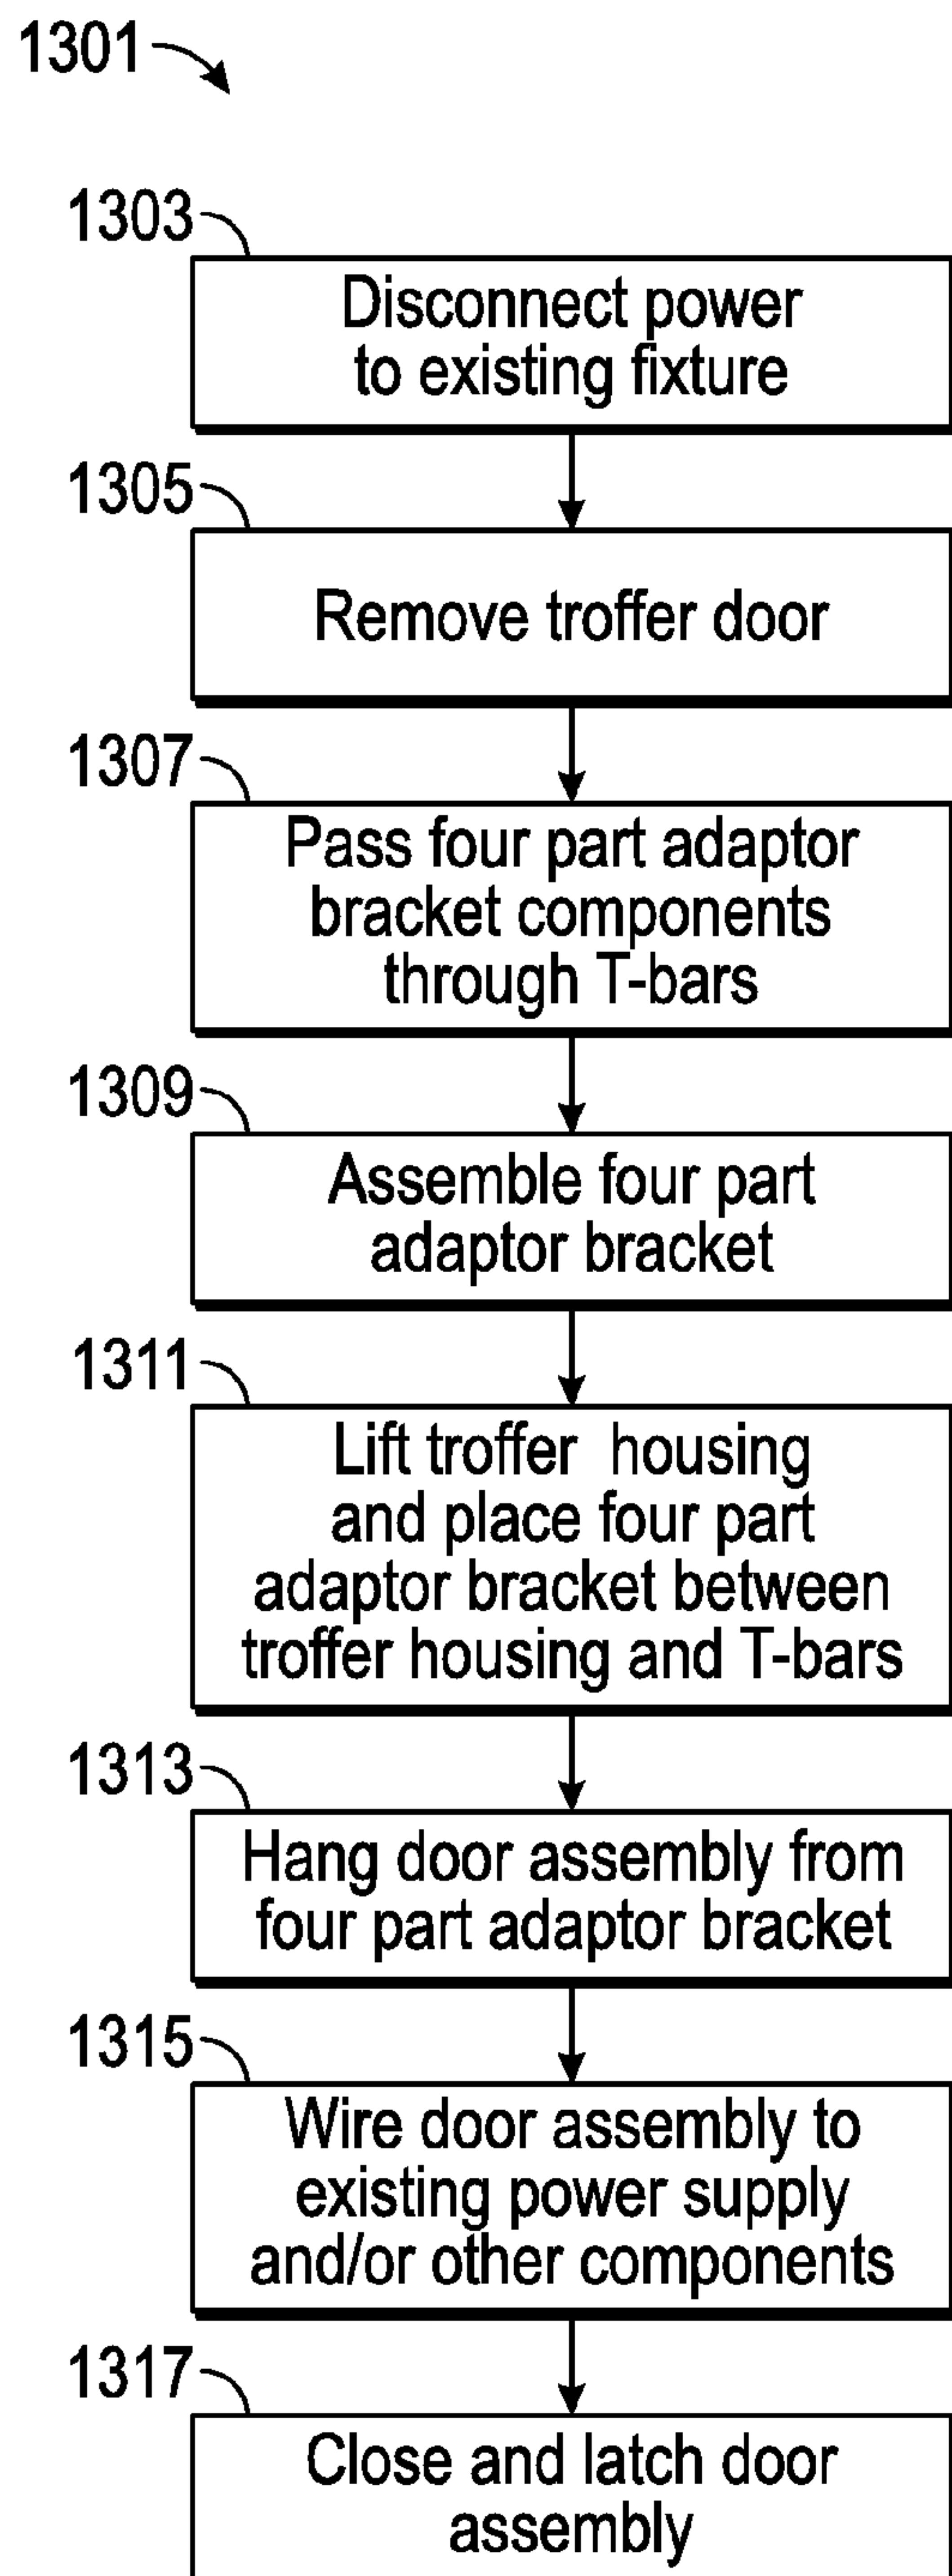 1301
1303
Disconnect power
to existing fixture
1305
Remove troffer door
1307
Pass four part adaptor
bracket components
through T-bars
1309
Assemble four part
adaptor bracket
1311
Lift troffer housing
and place four part
adaptor bracket between
troffer housing and T-bars
1313
Hang door assembly from
four part adaptor bracket
1315
Wire door assembly to
existing power supply
and/or other components
1317
Close and latch door
assembly